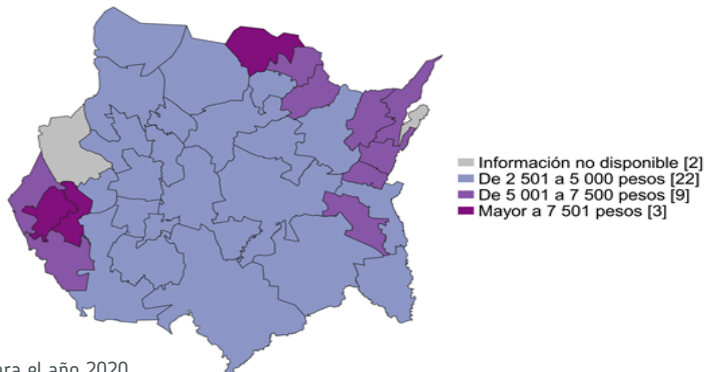 Información no disponible [2]
De 2 501 a 5 000 pesos [22]
De 5 001 a 7 500 pesos [9]
Mayor a 7 501 pesos [3]
el año 2020